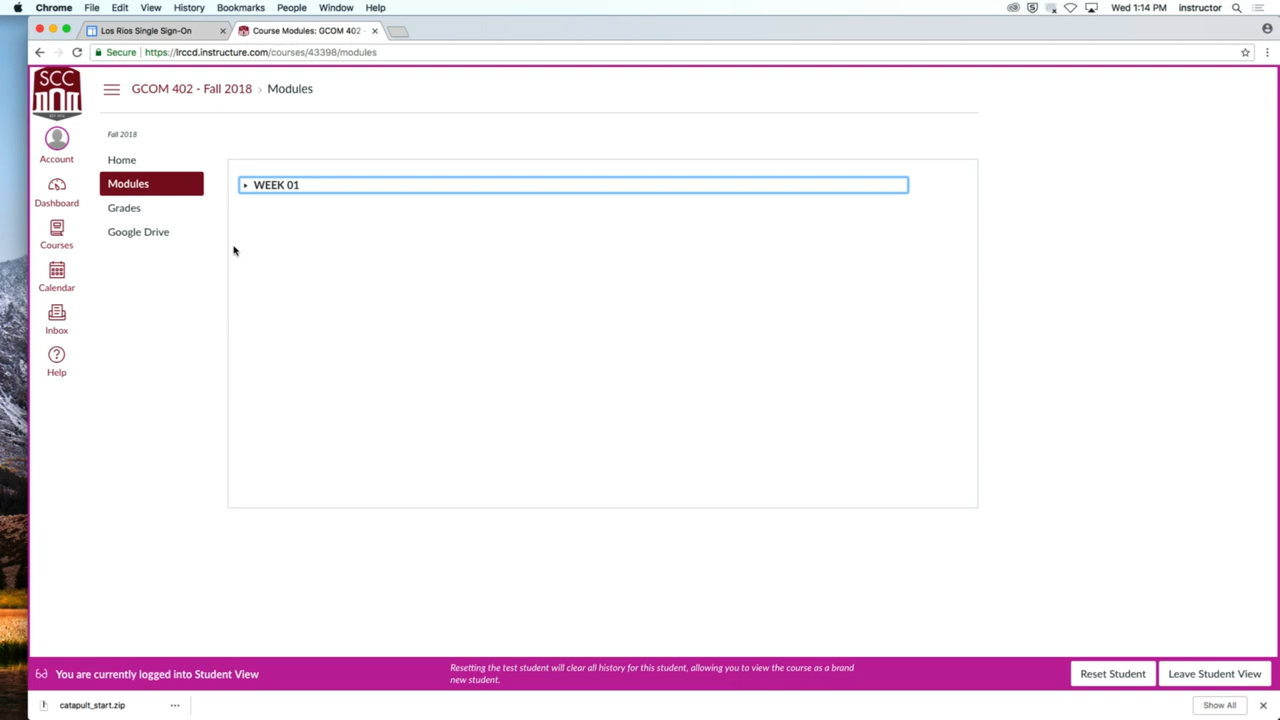 Chrome File Edit View History Bookmarks People Window Help
Wed 1:14 PM instructor
Los Rios Single Sign-On
Course Modules: GCOM 402 -
Secure https://lrccd.instructure.com/courses/43398/modules
SCC
GCOM 402 - Fall 2018 › Modules
Fall 2018
Account
Dashboard
Courses
Calendar
Inbox
Help
Home
Modules
Grades
Google Drive
WEEK 01
You are currently logged into Student View
Resetting the test student will clear all history for this student, allowing you to view the course as a brand
new student.
Reset Student
Leave Student View
catapult_start.zip
Show All